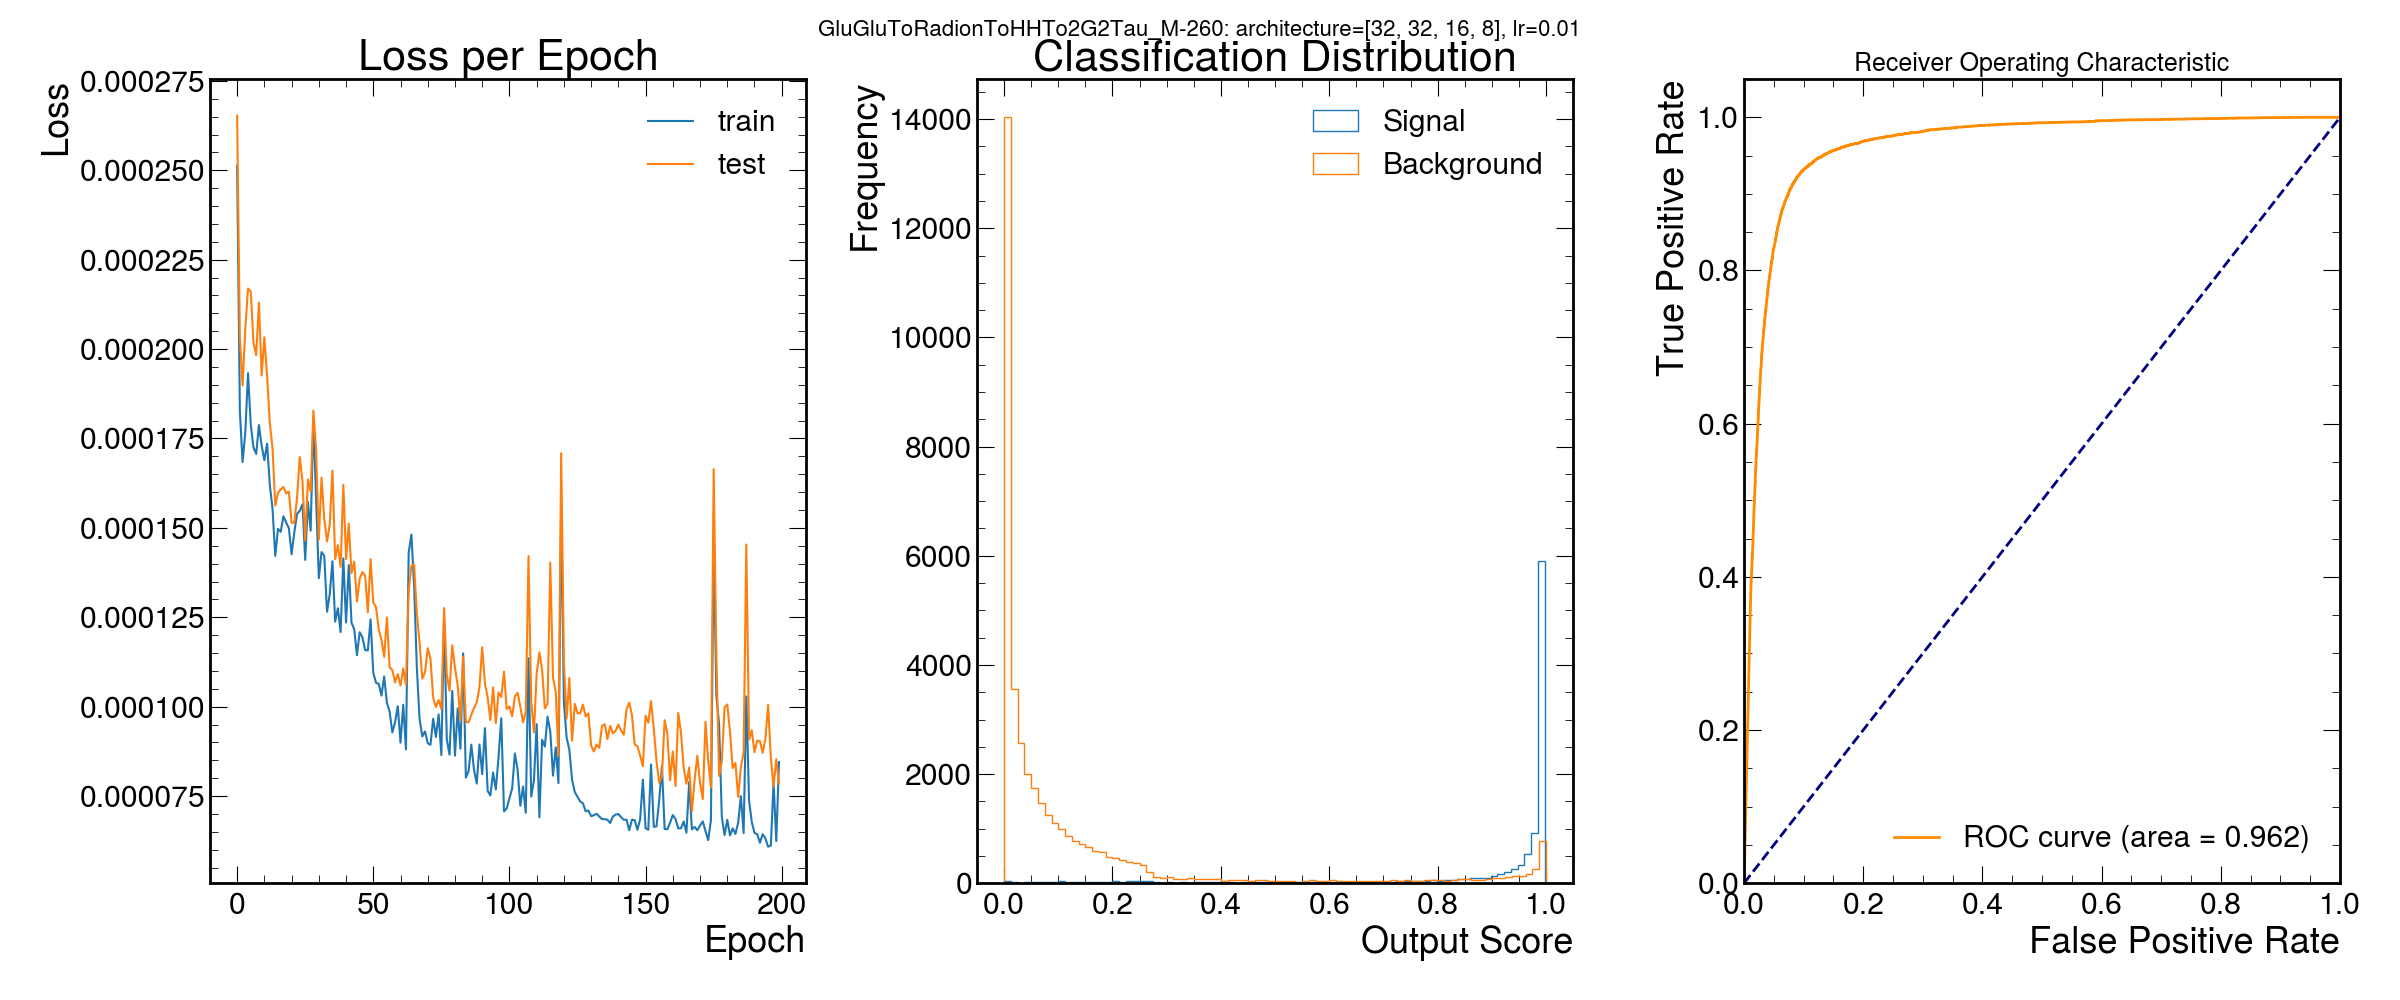 GluGluToRadionToHHTo2G2Tau_M-260: architecture=[32, 32, 16, 8], lr=0.01
Loss per Epoch
Loss
0.000275
0.000250
0.000225
0.000200
0.000175
0.000150
0.000125
0.000100
0.000075
train
test
0 50 100 150 200
Epoch
Classification Distribution
Frequency
14000
12000
10000
8000
6000
4000
2000
0
Signal
Background
0.0 0.2 0.4 0.6 0.8 1.0
Output Score
Receiver Operating Characteristic
True Positive Rate
1.0
0.8
0.6
0.4
0.2
0.0
ROC curve (area = 0.962)
0.0 0.2 0.4 0.6 0.8 1.0
False Positive Rate